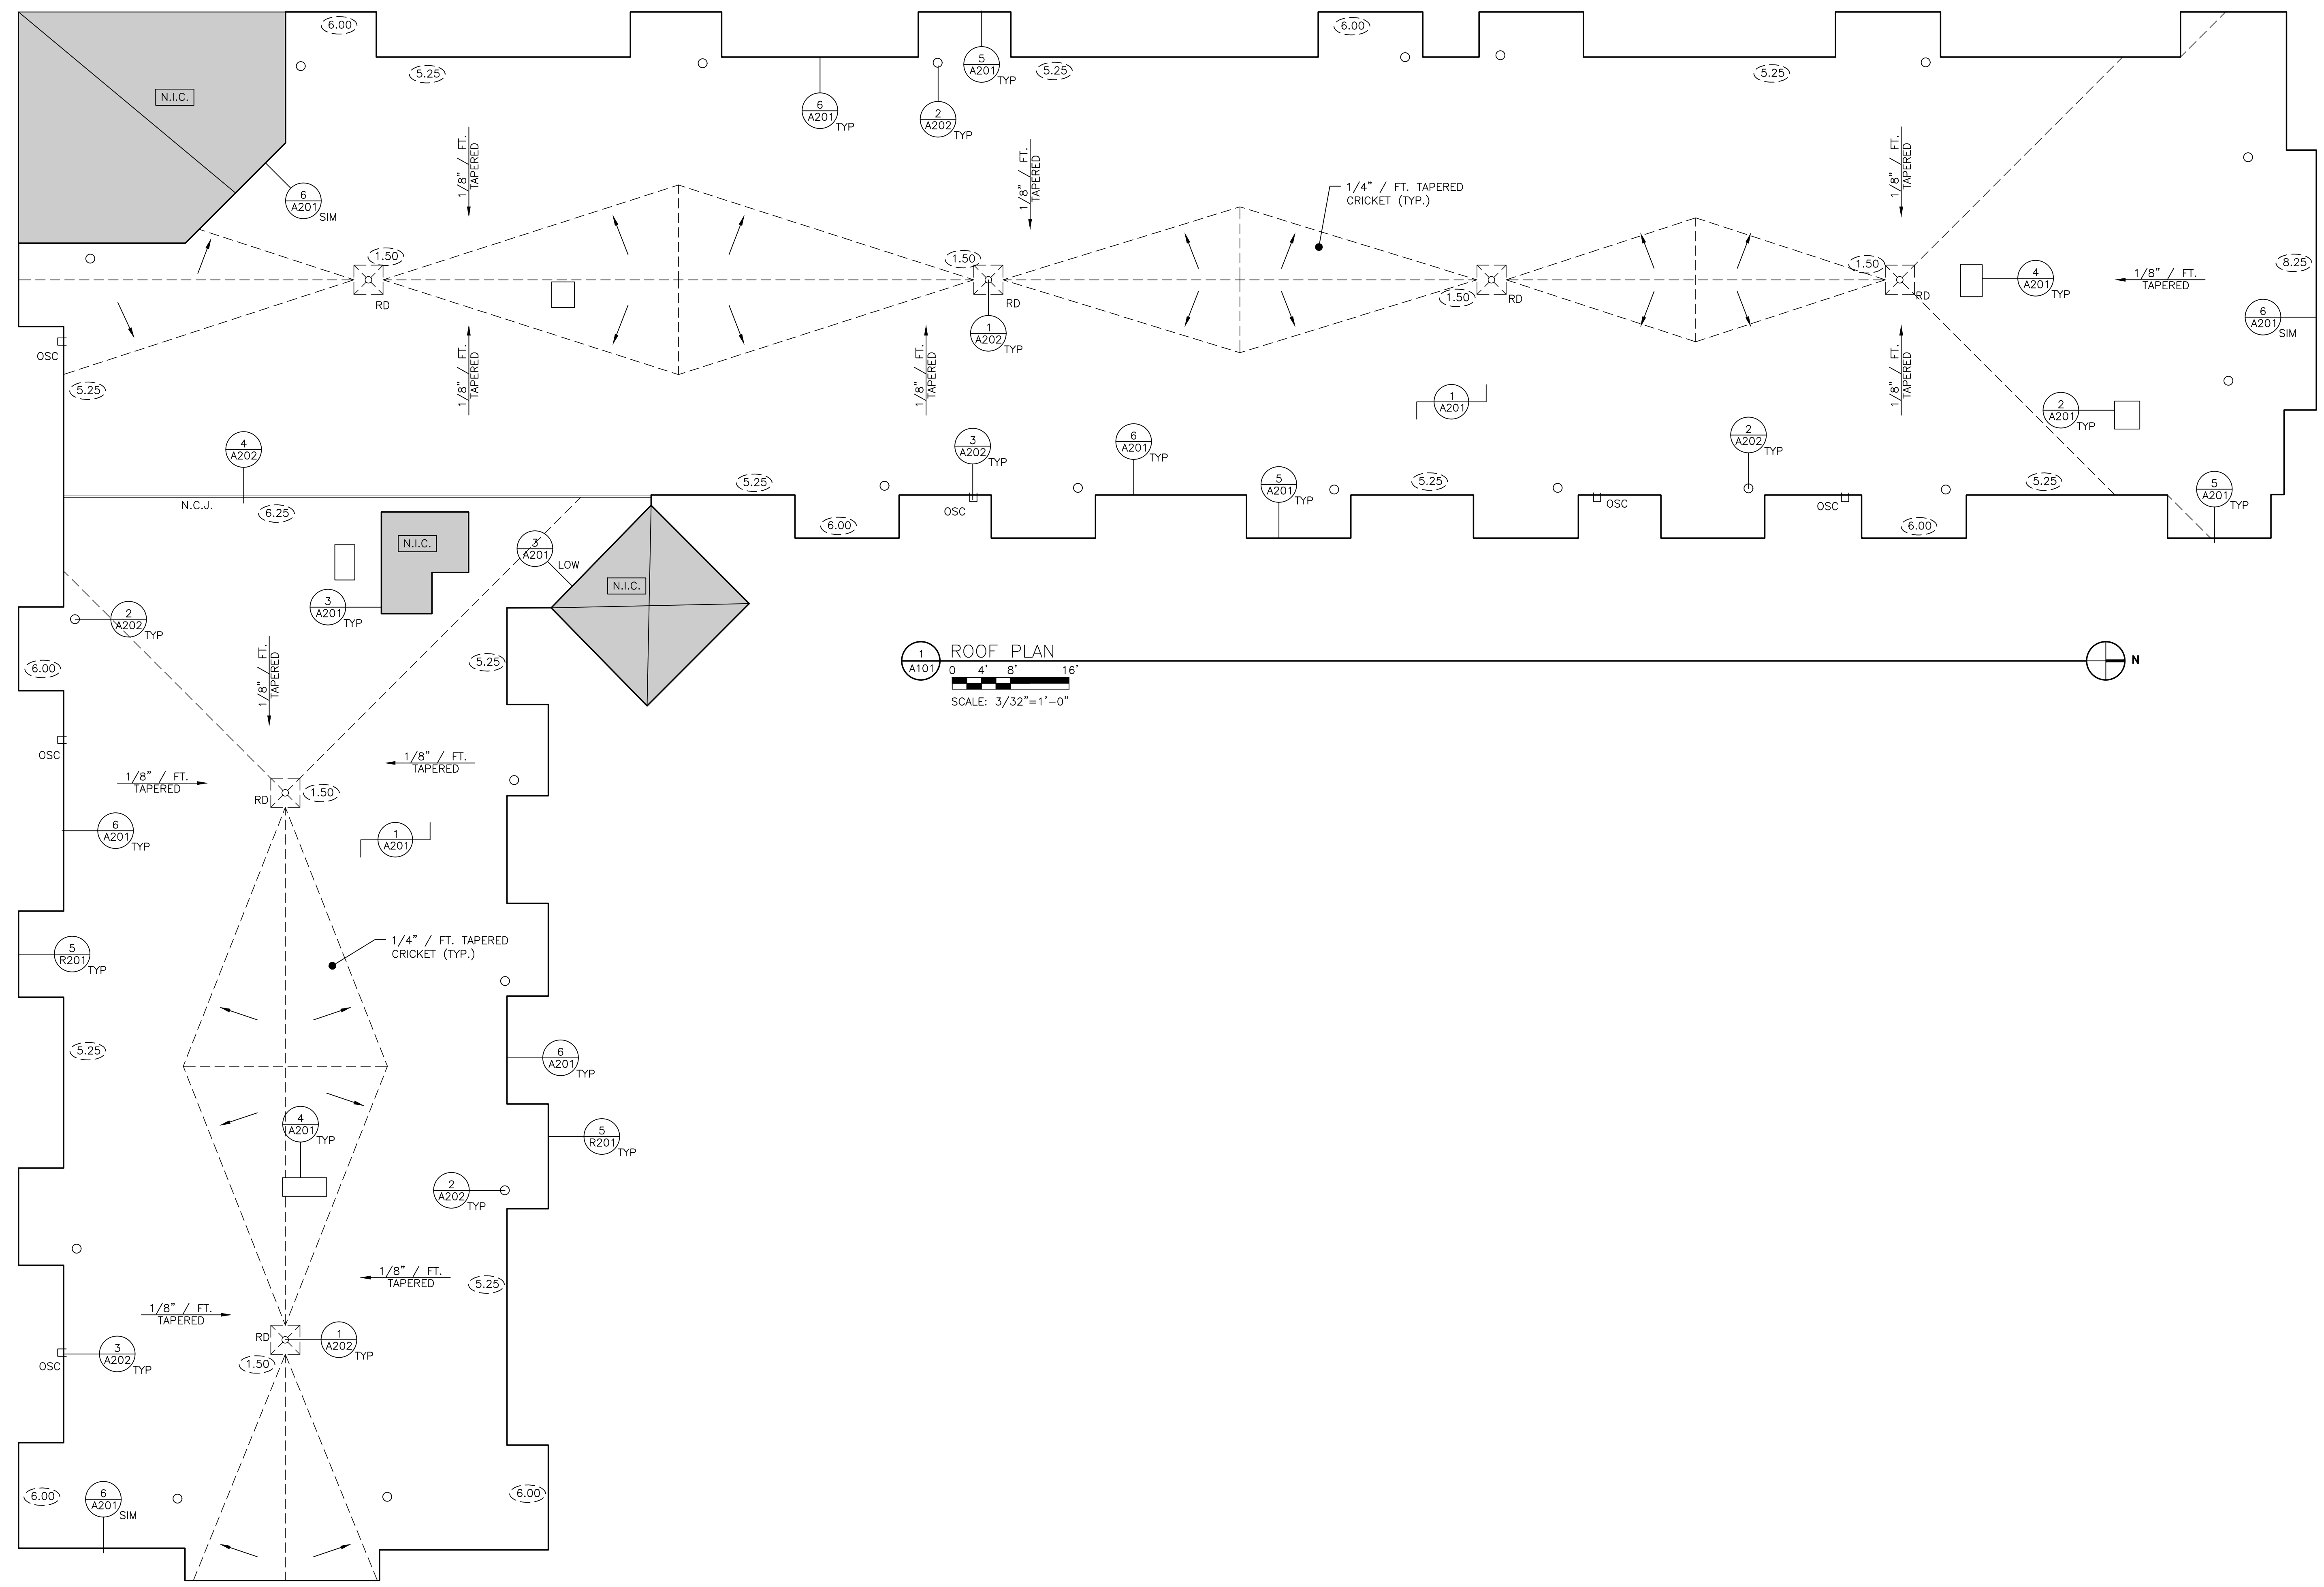 6.00
6.00
N.I.C.
5.25
5
A201
TYP
5.25
5.25
6
A201
TYP
2
A202
TYP
1/8" / FT.
TAPERED
1/8" / FT.
TAPERED
1/8" / FT.
TAPERED
6
A201
SIM
1/4" / FT. TAPERED
CRICKET (TYP.)
1.50
1.50
1.50
1.50
8.25
RD
RD
RD
RD
4
A201
TYP
1/8" / FT.
TAPERED
6
A201
SIM
1
A202
TYP
OSC
5.25
1/8" / FT.
TAPERED
1/8" / FT.
TAPERED
1/8" / FT.
TAPERED
1
A201
2
A201
TYP
4
A202
3
A202
TYP
6
A201
TYP
2
A202
TYP
5.25
5
A201
TYP
5.25
5.25
5
A201
TYP
N.C.J.
6.25
OSC
OSC
OSC
6.00
6.00
N.I.C.
3
A201
LOW
N.I.C.
3
A201
TYP
2
A202
TYP
6.00
5.25
1/8" / FT.
TAPERED
1
A101
ROOF PLAN
0 4' 8' 16'
SCALE: 3/32"=1'-0"
N
OSC
1/8" / FT.
TAPERED
1/8" / FT.
TAPERED
RD
1.50
6
A201
TYP
1
A201
5
R201
TYP
1/4" / FT. TAPERED
CRICKET (TYP.)
5.25
6
A201
TYP
4
A201
TYP
5
R201
TYP
2
A202
TYP
1/8" / FT.
TAPERED
5.25
1/8" / FT.
TAPERED
RD
1
A202
TYP
OSC
3
A202
TYP
1.50
6.00
6
A201
SIM
6.00